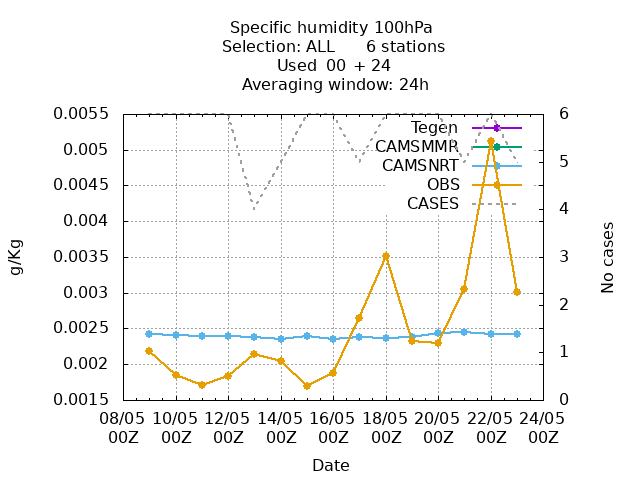 Specific humidity 100hPa
Selection: ALL 6 stations
Used 00 + 24
Averaging window: 24h
0.0055
0.005
0.0045
0.004
0.0035
0.003
0.0025
0.002
0.0015
g/Kg
6
5
4
3
2
1
0
No cases
Tegen
CAMSMMR
CAMSNRT
OBS
CASES
08/05 10/05 12/05 14/05 16/05 18/05 20/05 22/05 24/05
00Z 00Z 00Z 00Z 00Z 00Z 00Z 00Z 00Z
Date